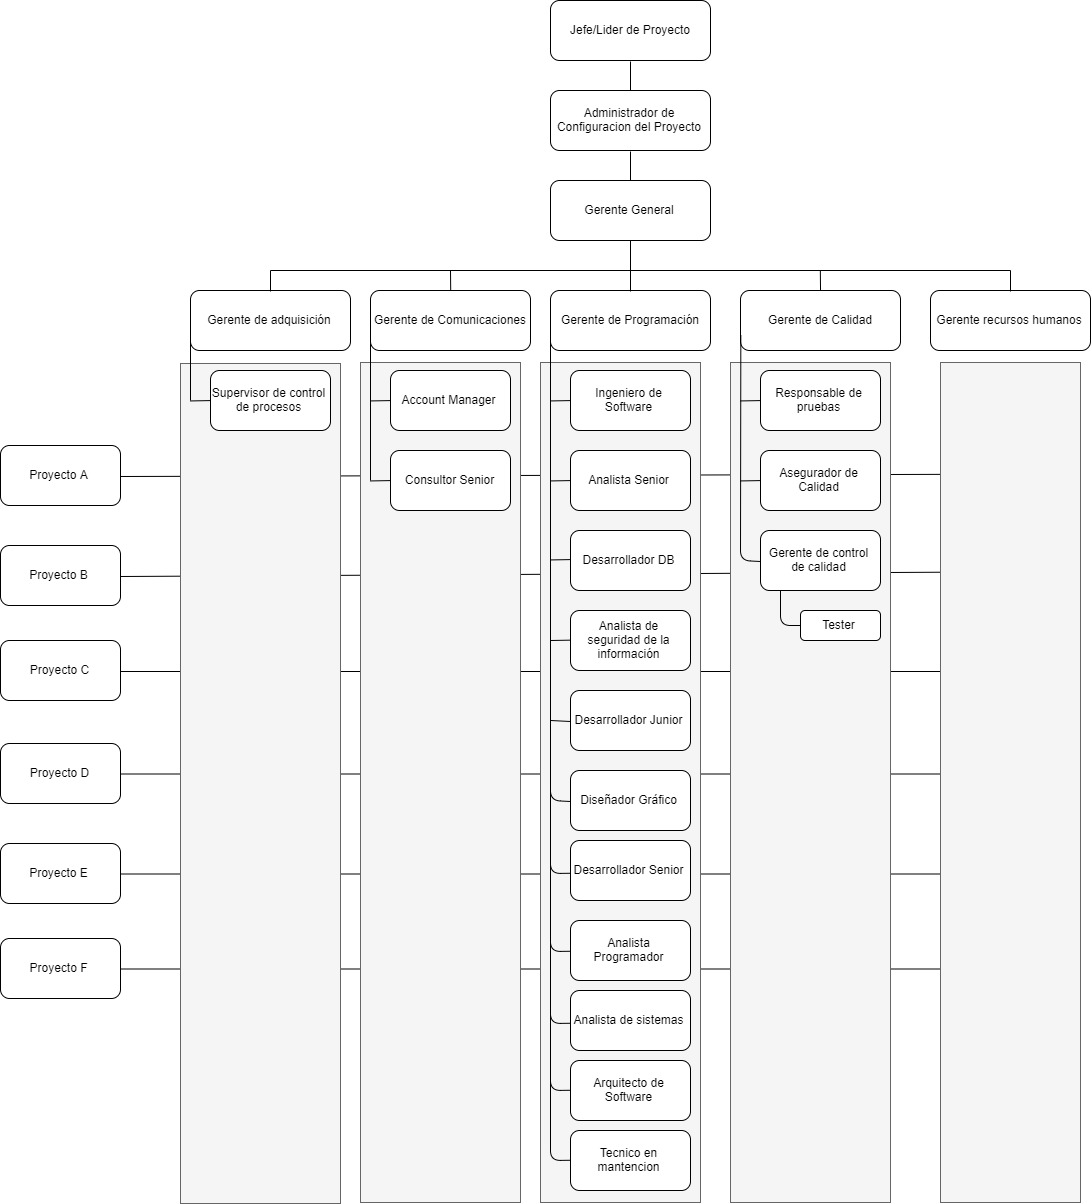 Jefe/Lider de Proyecto
Administrador de
Configuracion del Proyecto
Gerente General
Gerente de adquisición
Gerente de Comunicaciones
Gerente de Programación
Gerente de Calidad
Gerente recursos humanos
Supervisor de control
de procesos
Account Manager
Consultor Senior
Ingeniero de
Software
Analista Senior
Desarrollador DB
Analista de
seguridad de la
información
Desarrollador Junior
Diseñador Gráfico
Desarrollador Senior
Analista
Programador
Analista de sistemas
Arquitecto de
Software
Tecnico en
mantencion
Responsable de
pruebas
Asegurador de
Calidad
Gerente de control
de calidad
Tester
Proyecto A
Proyecto B
Proyecto C
Proyecto D
Proyecto E
Proyecto F